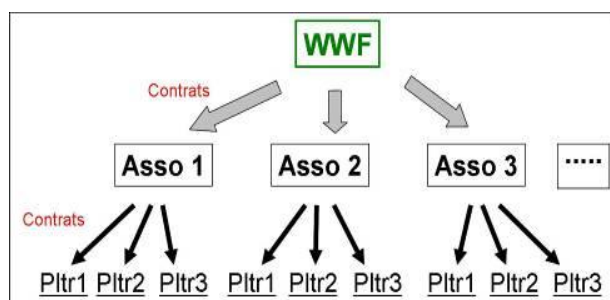 WWF
Contrats
Asso 1 Asso 2 Asso 3 .....
Contrats
Pltr1 Pltr2 Pltr3 Pltr1 Pltr2 Pltr3 Pltr1 Pltr2 Pltr3